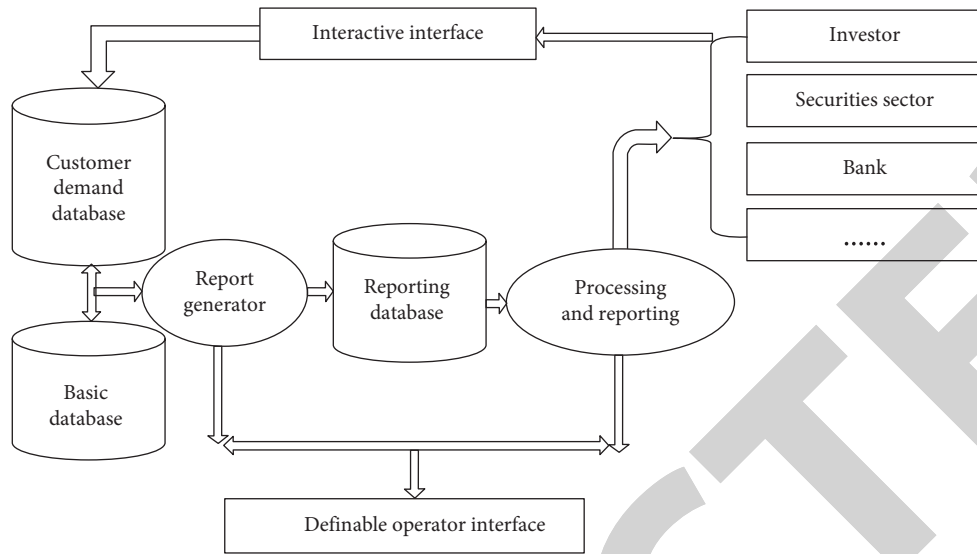 Interactive interface
Investor
Securities sector
Bank
......
Customer
demand
database
Report
generator
Reporting
database
Processing
and reporting
Basic
database
Definable operator interface